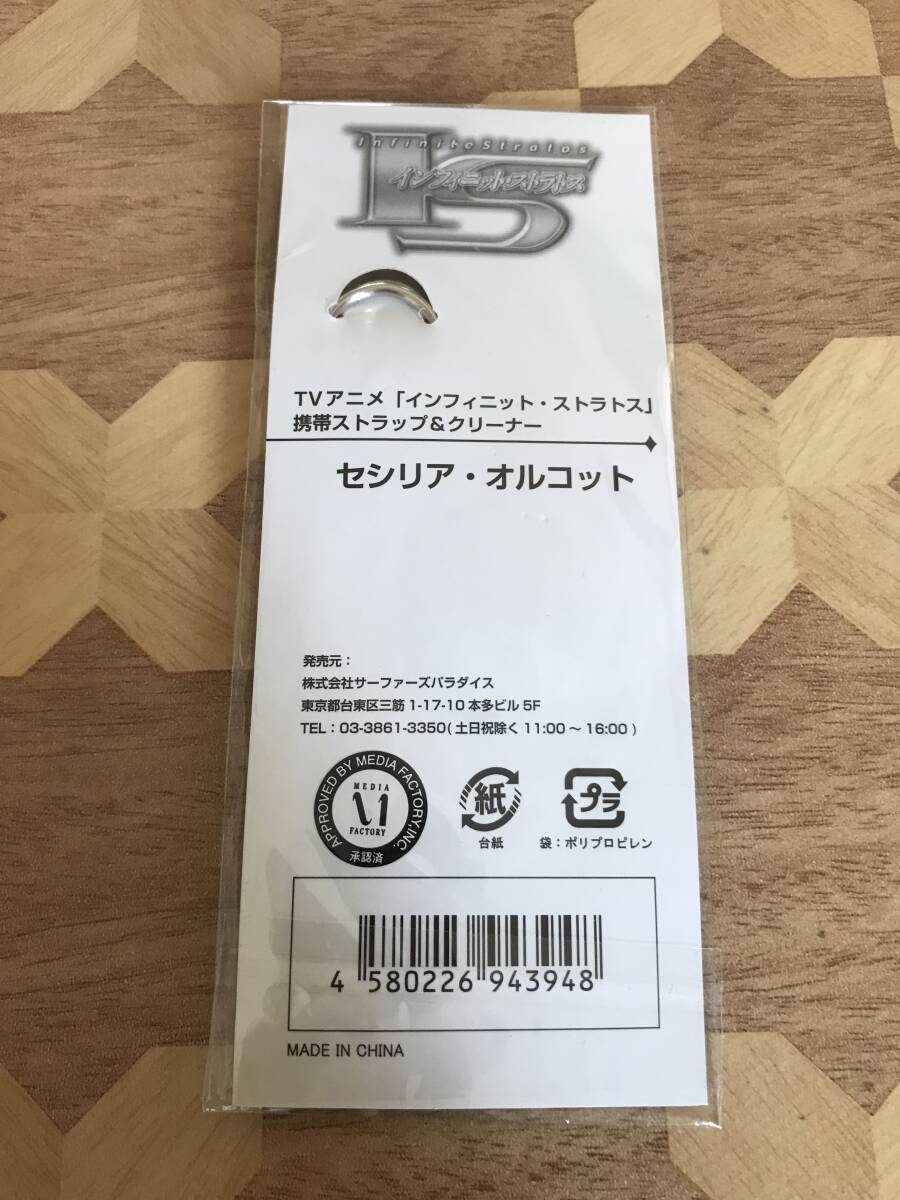 Infinite Stratos
IS
インフィニット・ストラトス
TVアニメ「インフィニット・ストラトス」
携帯ストラップ&クリーナー
セシリア・オルコット
発売元：
株式会社サーファーズパラダイス
東京都台東区三筋 1-17-10 本多ビル 5F
TEL：03-3861-3350( 土日祝除く 11:00 ～ 16:00 )
APPROVED BY MEDIA FACTORY,INC.
MEDIA
FACTORY
承認済
紙
台紙
プラ
袋：ポリプロピレン
4 580226 943948
MADE IN CHINA